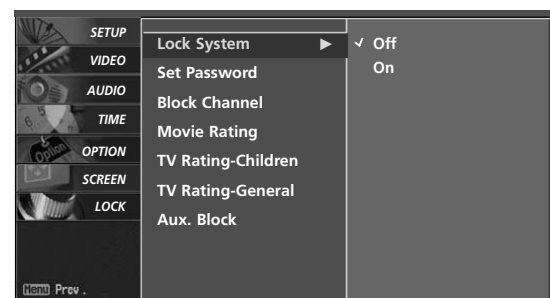 SETUP
VIDEO
AUDIO
TIME
OPTION
SCREEN
LOCK
Menu Prev.
Lock System ▶
Set Password
Block Channel
Movie Rating
TV Rating-Children
TV Rating-General
Aux. Block
✓ Off
On
Option